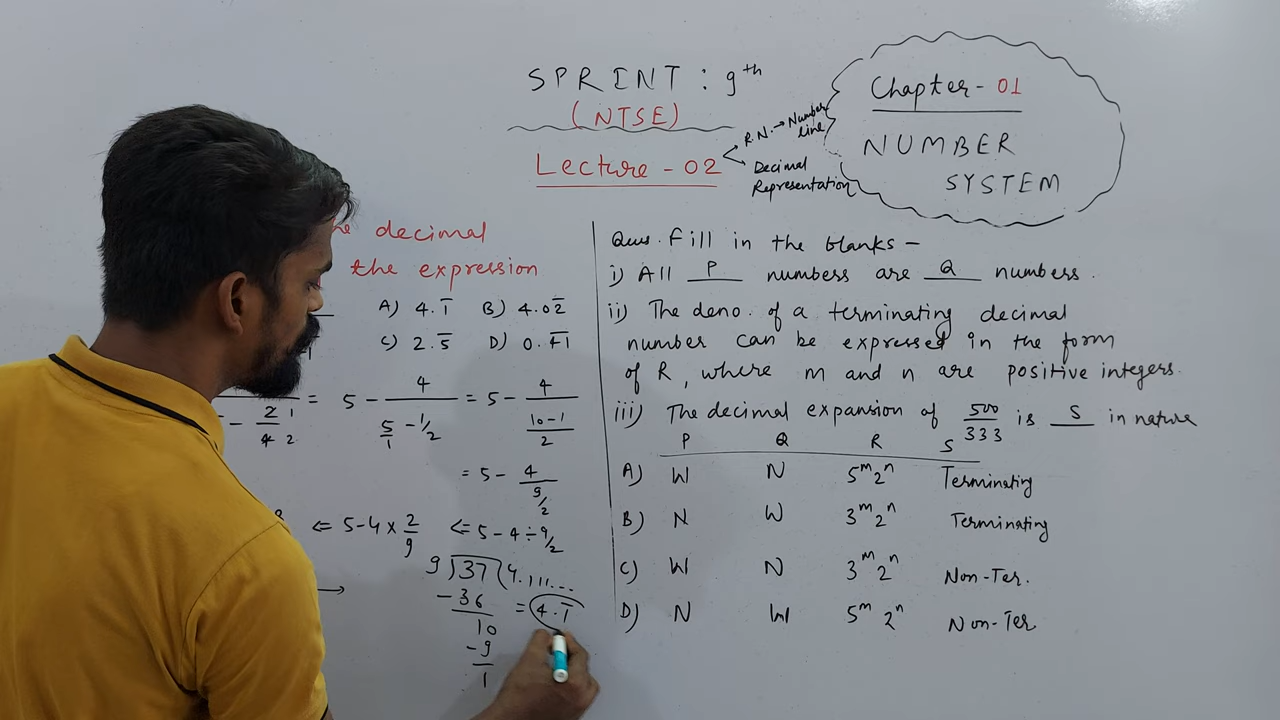 SPRINT : 9th
(NTSE)
Lecture - 02
R.N. → Number line
Decimal Representation
Chapter - 01
NUMBER
SYSTEM
decimal
the expression
A) 4.1̅ B) 4.02̅
C) 2.5̅ D) 0.7̅1̅
= 5 - 4/(5/1 - 1/2) = 5 - 4/((10-1)/2)
= 5 - 4/(9/2)
⇐ 5 - 4 × 2/9 ⇐ 5 - 4 ÷ 9/2
9) 37 (4.111...
- 36 = 4.1̅
10
- 9
1
Ques. Fill in the blanks -
i) All P numbers are Q numbers.
ii) The deno. of a terminating decimal
number can be expressed in the form
of R, where m and n are positive integers.
iii) The decimal expansion of 500/333 is S in nature
P Q R S
A) W N 5^m 2^n Terminating
B) N W 3^m 2^n Terminating
C) W N 3^m 2^n Non-Ter.
D) N W 5^m 2^n Non-Ter